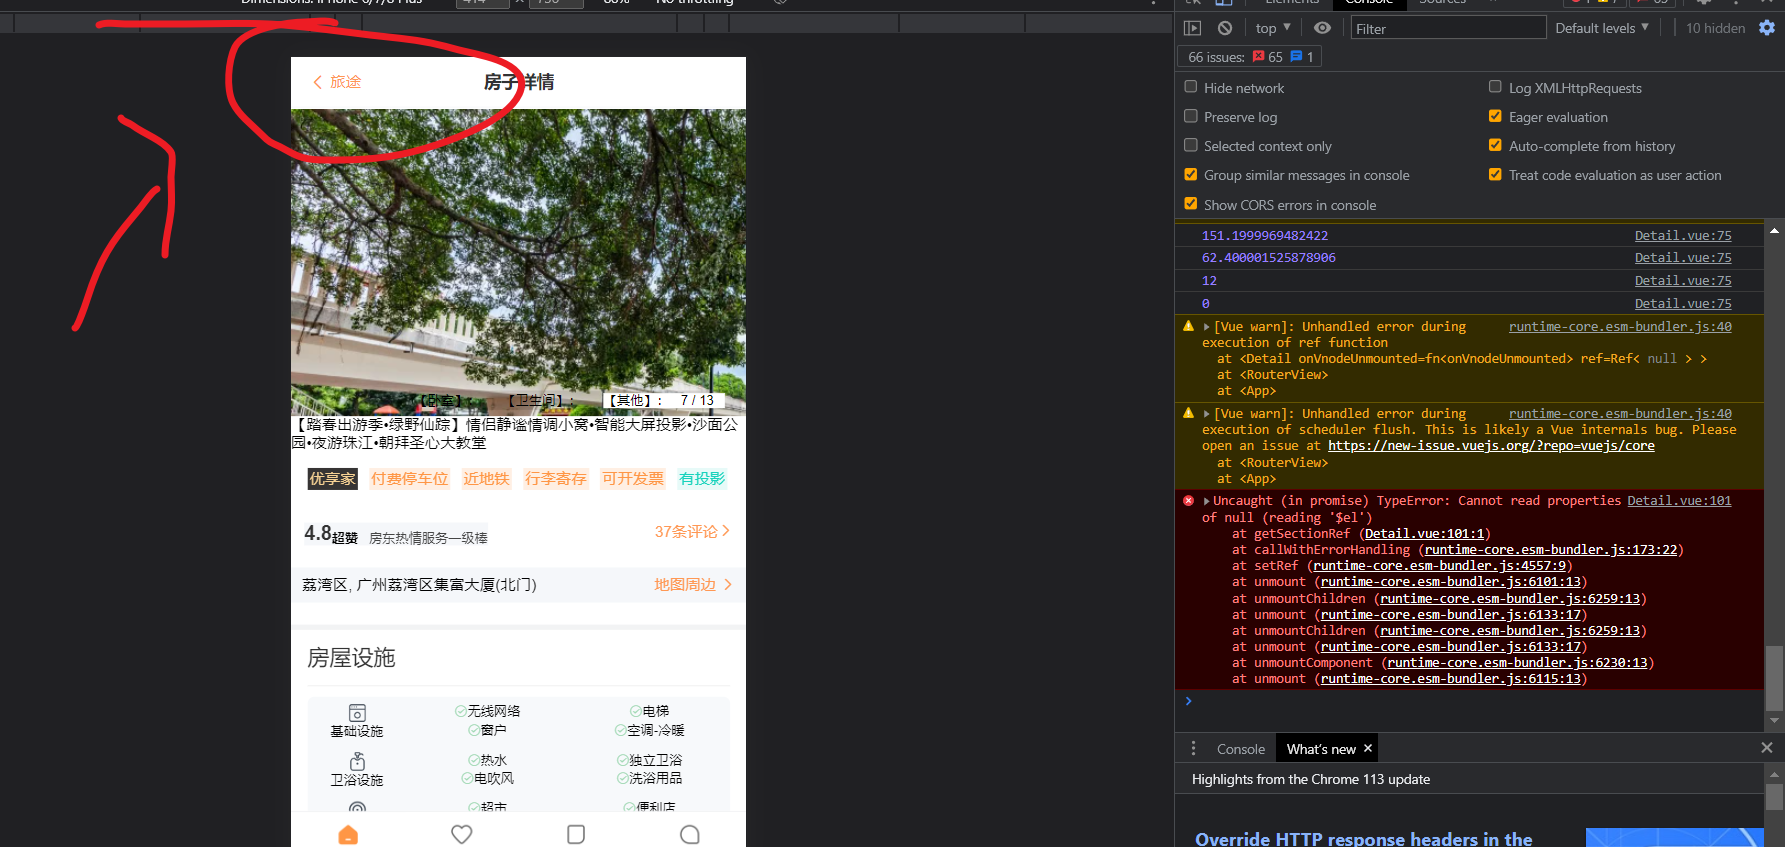 top
Filter
Default levels
10 hidden
66 issues: 65 1
旅途
房子详情
Hide network
Log XMLHttpRequests
Preserve log
Eager evaluation
Selected context only
Auto-complete from history
Group similar messages in console
Treat code evaluation as user action
Show CORS errors in console
151.1999969482422 Detail.vue:75
62.400001525878906 Detail.vue:75
12 Detail.vue:75
0 Detail.vue:75
[Vue warn]: Unhandled error during runtime-core.esm-bundler.js:40
execution of ref function
at <Detail onVnodeUnmounted=fn<onVnodeUnmounted> ref=Ref< null > >
at <RouterView>
at <App>
[Vue warn]: Unhandled error during runtime-core.esm-bundler.js:40
execution of scheduler flush. This is likely a Vue internals bug. Please
open an issue at https://new-issue.vuejs.org/?repo=vuejs/core
at <RouterView>
at <App>
Uncaught (in promise) TypeError: Cannot read properties Detail.vue:101
of null (reading '$el')
at getSectionRef (Detail.vue:101:1)
at callWithErrorHandling (runtime-core.esm-bundler.js:173:22)
at setRef (runtime-core.esm-bundler.js:4557:9)
at unmount (runtime-core.esm-bundler.js:6101:13)
at unmountChildren (runtime-core.esm-bundler.js:6259:13)
at unmount (runtime-core.esm-bundler.js:6133:17)
at unmountChildren (runtime-core.esm-bundler.js:6259:13)
at unmount (runtime-core.esm-bundler.js:6133:17)
at unmountComponent (runtime-core.esm-bundler.js:6230:13)
at unmount (runtime-core.esm-bundler.js:6115:13)
【卧室】: 【卫生间】: 【其他】: 7 / 13
【踏春出游季•绿野仙踪】情侣静谧情调小窝•智能大屏投影•沙面公
园•夜游珠江•朝拜圣心大教堂
优享家 付费停车位 近地铁 行李寄存 可开发票 有投影
4.8超赞 房东热情服务一级棒 37条评论
荔湾区, 广州荔湾区集富大厦(北门) 地图周边
房屋设施
无线网络 电梯
基础设施 窗户 空调-冷暖
热水 独立卫浴
卫浴设施 电吹风 洗浴用品
超市 便利店
Console
What's new
Highlights from the Chrome 113 update
Override HTTP response headers in the